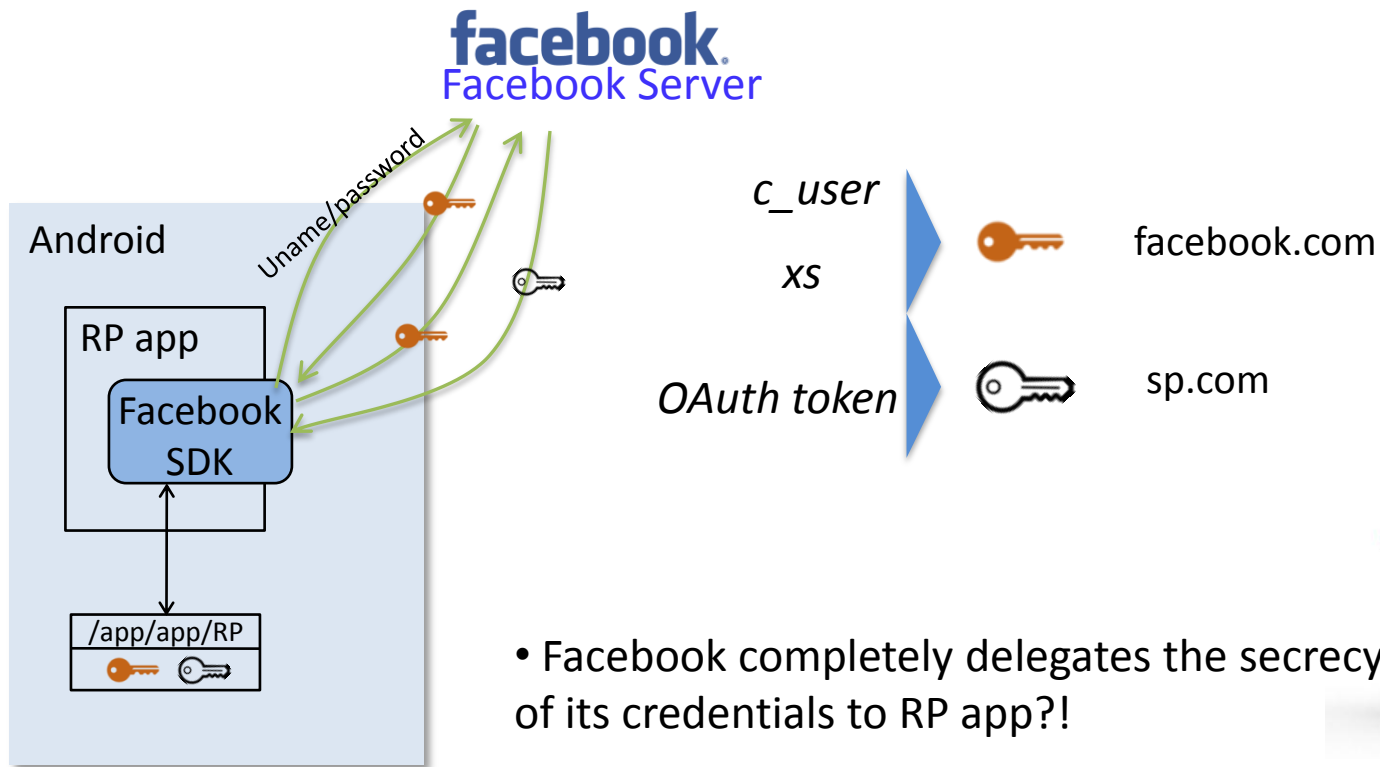 facebook.
Facebook Server
Uname/password
Android
RP app
Facebook
SDK
/app/app/RP
c_user
xs
OAuth token
facebook.com
sp.com
• Facebook completely delegates the secrecy
of its credentials to RP app?!